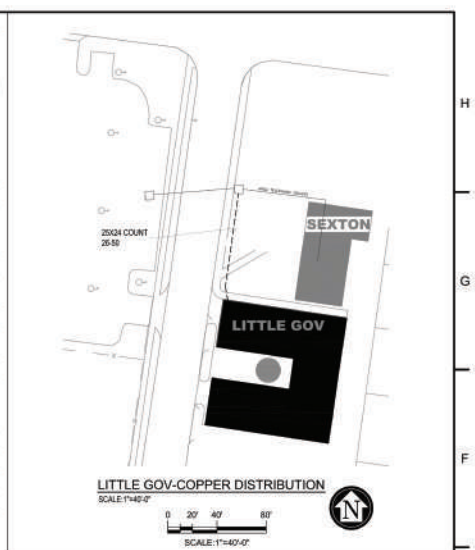 H
SEXTON
25X24 COUNT
26-50
G
LITTLE GOV
F
LITTLE GOV-COPPER DISTRIBUTION
SCALE:1"=40'-0"
0 20' 40' 80'
SCALE:1"=40'-0"
N